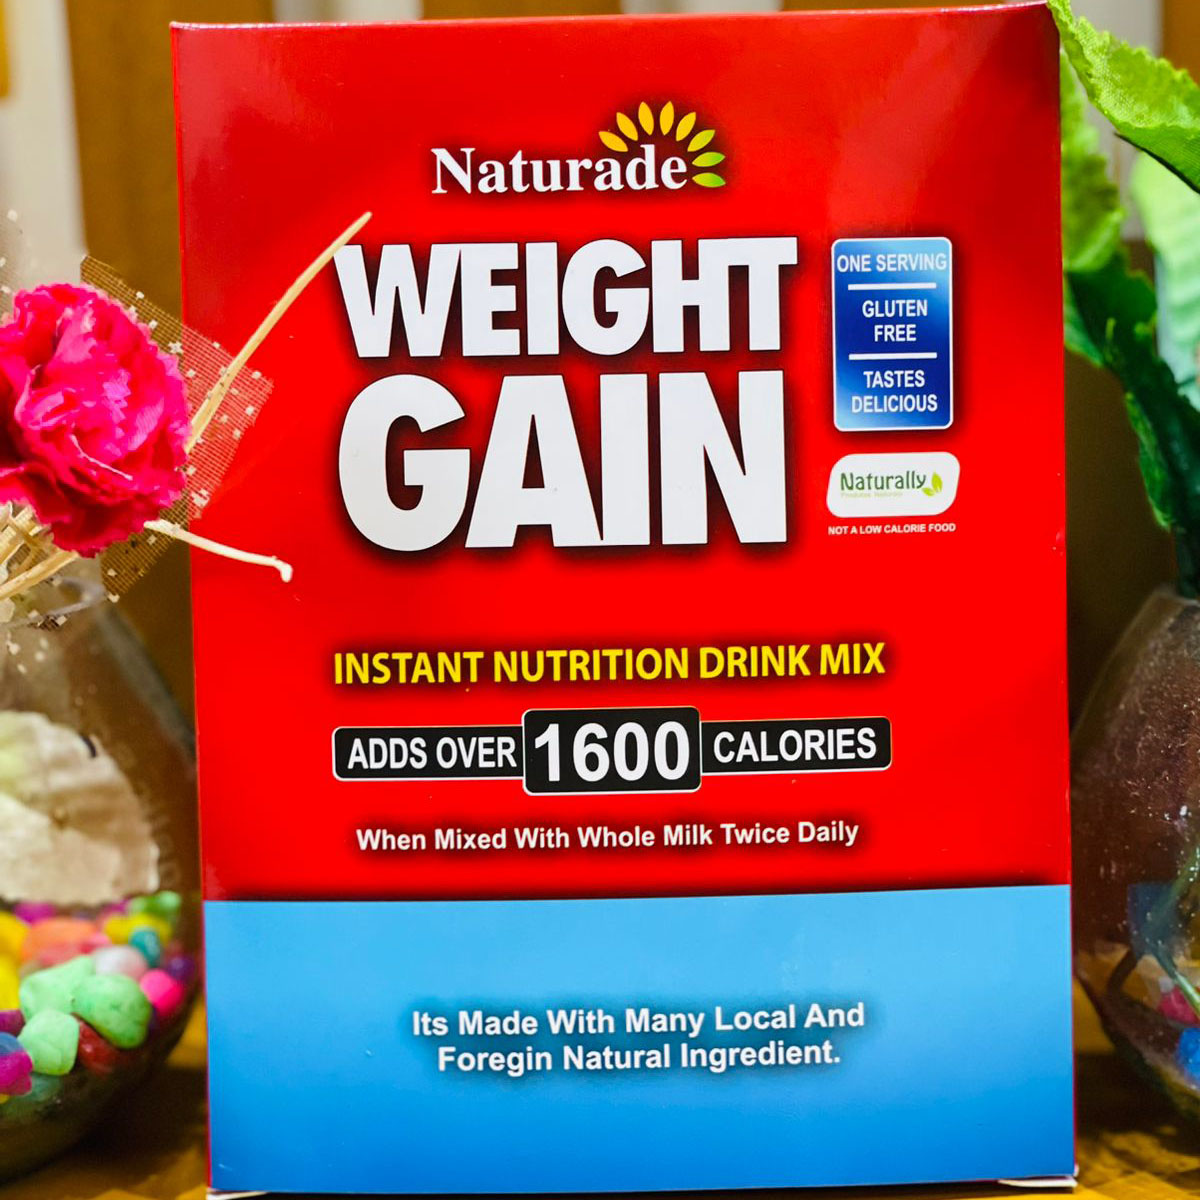 Naturade
WEIGHT
GAIN
ONE SERVING
GLUTEN
FREE
TASTES
DELICIOUS
Naturally
NOT A LOW CALORIE FOOD
INSTANT NUTRITION DRINK MIX
ADDS OVER 1600 CALORIES
When Mixed With Whole Milk Twice Daily
Its Made With Many Local And
Foregin Natural Ingredient.